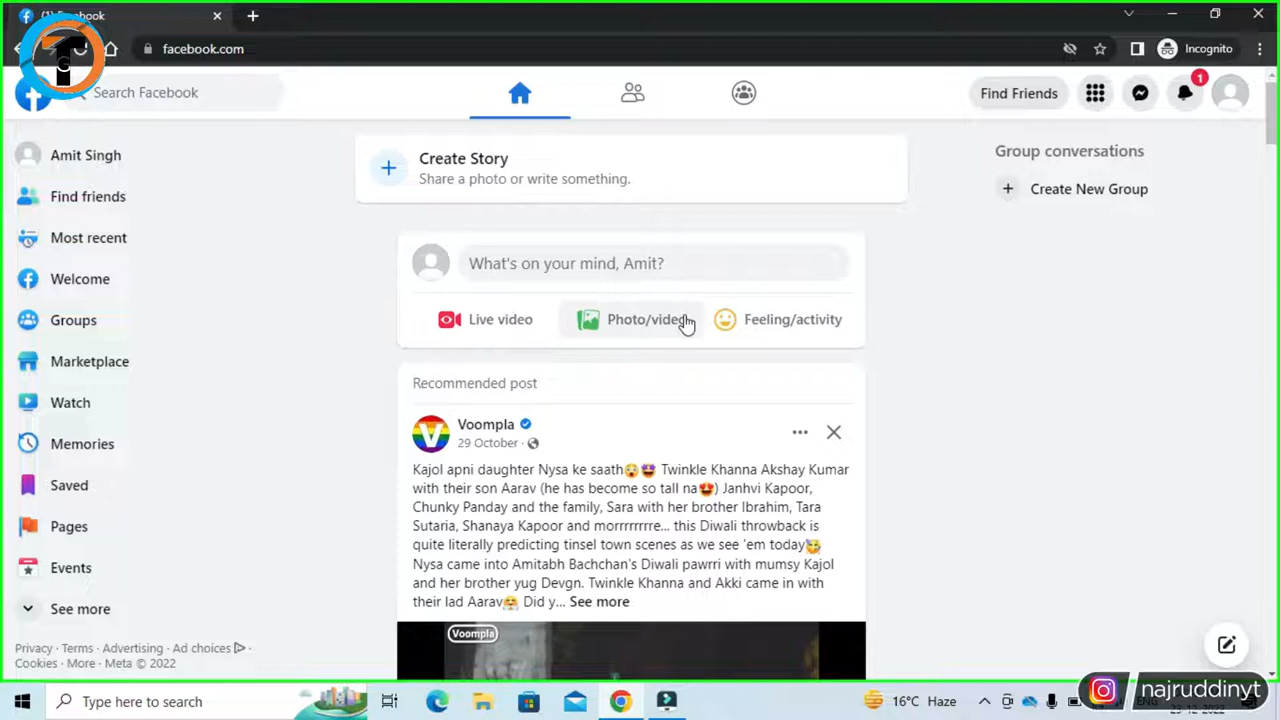 (1) Facebook
facebook.com
Incognito
Search Facebook
Find Friends
1
Amit Singh
Find friends
Most recent
Welcome
Groups
Marketplace
Watch
Memories
Saved
Pages
Events
See more
Privacy · Terms · Advertising · Ad choices ·
Cookies · More · Meta © 2022
Create Story
Share a photo or write something.
What's on your mind, Amit?
Live video
Photo/video
Feeling/activity
Recommended post
Voompla
29 October ·
Kajol apni daughter Nysa ke saath😯🤩 Twinkle Khanna Akshay Kumar
with their son Aarav (he has become so tall na😍) Janhvi Kapoor,
Chunky Panday and the family, Sara with her brother Ibrahim, Tara
Sutaria, Shanaya Kapoor and morrrrrrrre... this Diwali throwback is
quite literally predicting tinsel town scenes as we see 'em today🥰
Nysa came into Amitabh Bachchan's Diwali pawrri with mumsy Kajol
and her brother yug Devgn. Twinkle Khanna and Akki came in with
their lad Aarav🤗 Did y... See more
Voompla
Group conversations
Create New Group
Type here to search
16°C Haze
najruddinyt